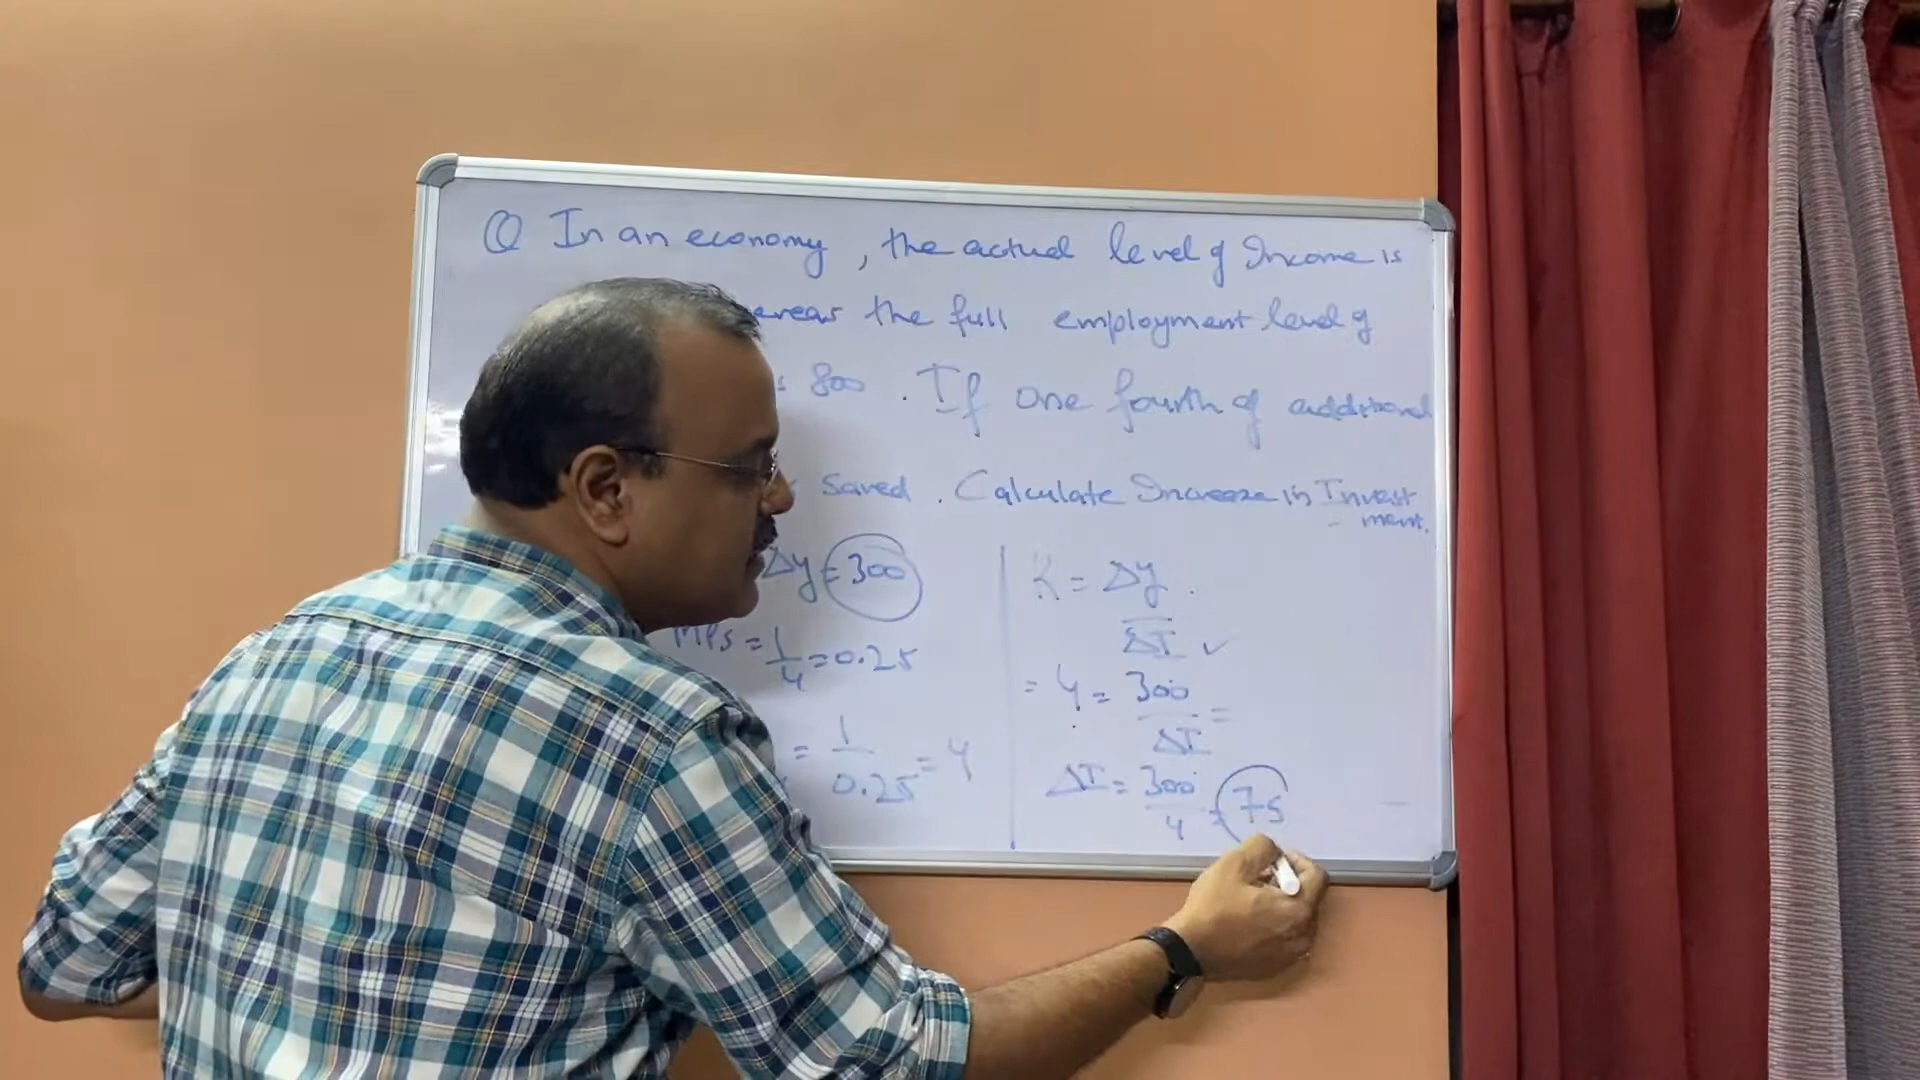 Q In an economy, the actual level of Income is
ereas the full employment level of
s 800 . If one fourth of additional
saved . Calculate Increase in Invest
- ment.
Δy = 300
MPS = 1/4 = 0.25
= 1/0.25 = 4
K = Δy/ΔI ✓
= 4 = 300/ΔI =
ΔI = 300/4 = 75